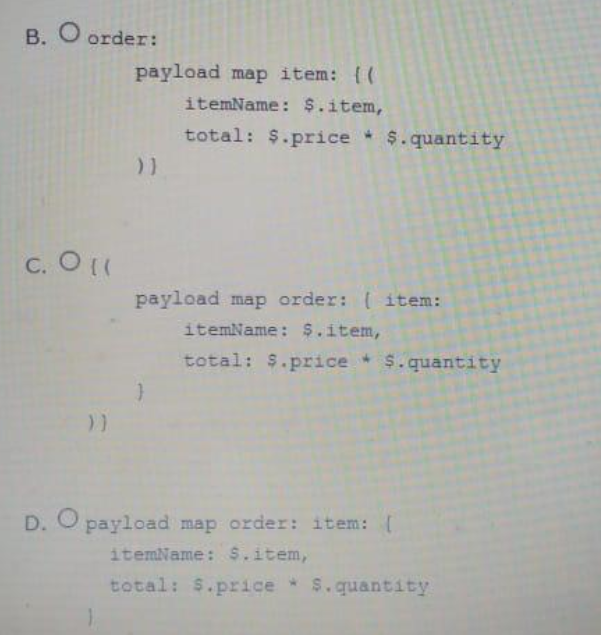 B. order:
payload map item: {(
itemName: $.item,
total: $.price * $.quantity
)}
C. {(
payload map order: { item:
itemName: $.item,
total: $.price * $.quantity
}
)}
D. payload map order: item: {
itemName: $.item,
total: $.price * $.quantity
}